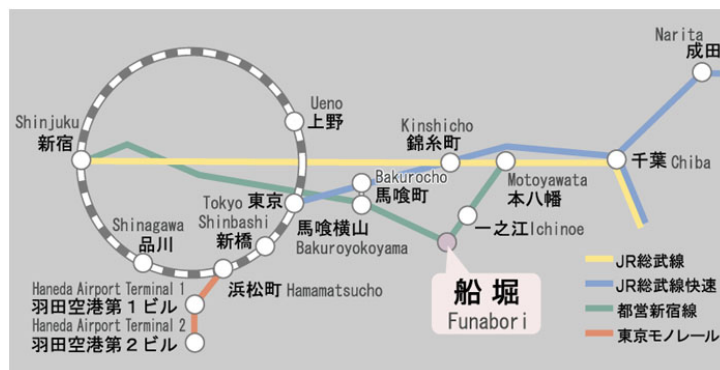 Narita
成田
Ueno
上野
Shinjuku
新宿
Kinshicho
錦糸町
千葉 Chiba
Bakurocho
馬喰町
Motoyawata
本八幡
Tokyo 東京
Shinbashi
新橋
馬喰横山
Bakuroyokoyama
一之江 Ichinoe
Shinagawa
品川
浜松町 Hamamatsucho
Haneda Airport Terminal 1
羽田空港第1ビル
Haneda Airport Terminal 2
羽田空港第2ビル
船堀
Funabori
JR総武線
JR総武線快速
都営新宿線
東京モノレール